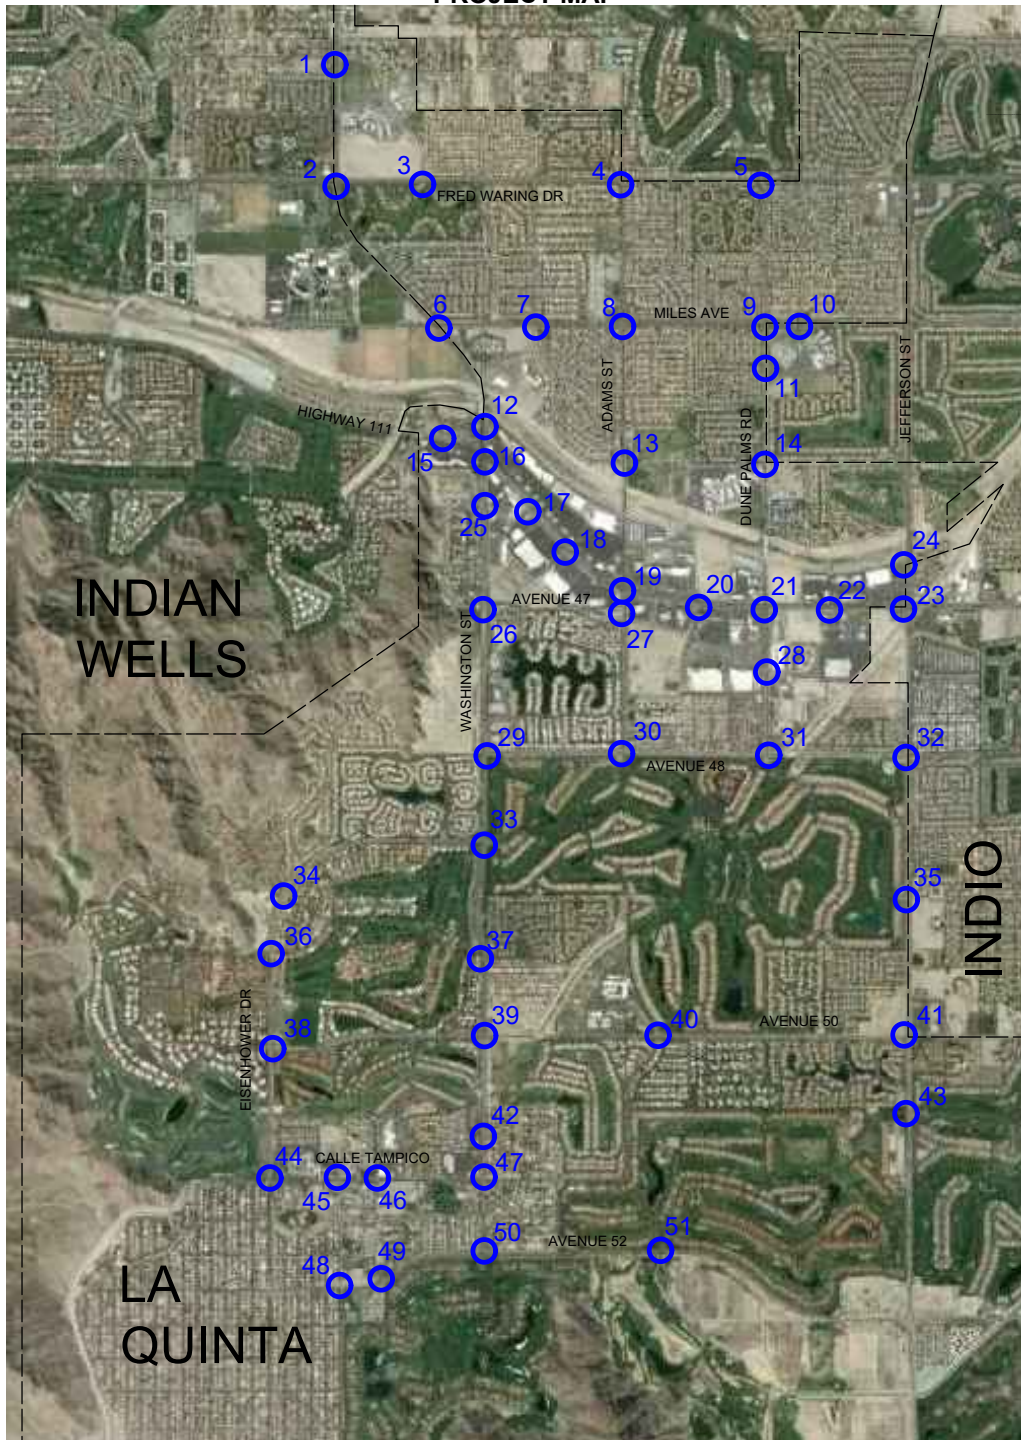 PROJECT MAP
1
2
3
4
5
FRED WARING DR
6
7
8
MILES AVE
9
10
11
ADAMS ST
JEFFERSON ST
HIGHWAY 111
12
13
14
15
16
DUNE PALMS RD
17
25
18
24
INDIAN
WELLS
AVENUE 47
19
20
21
22
23
26
27
WASHINGTON ST
28
29
30
31
32
AVENUE 48
33
34
35
INDIO
36
37
EISENHOWER DR
38
39
40
AVENUE 50
41
43
42
CALLE TAMPICO
44
45
46
47
48
49
50
AVENUE 52
51
LA
QUINTA